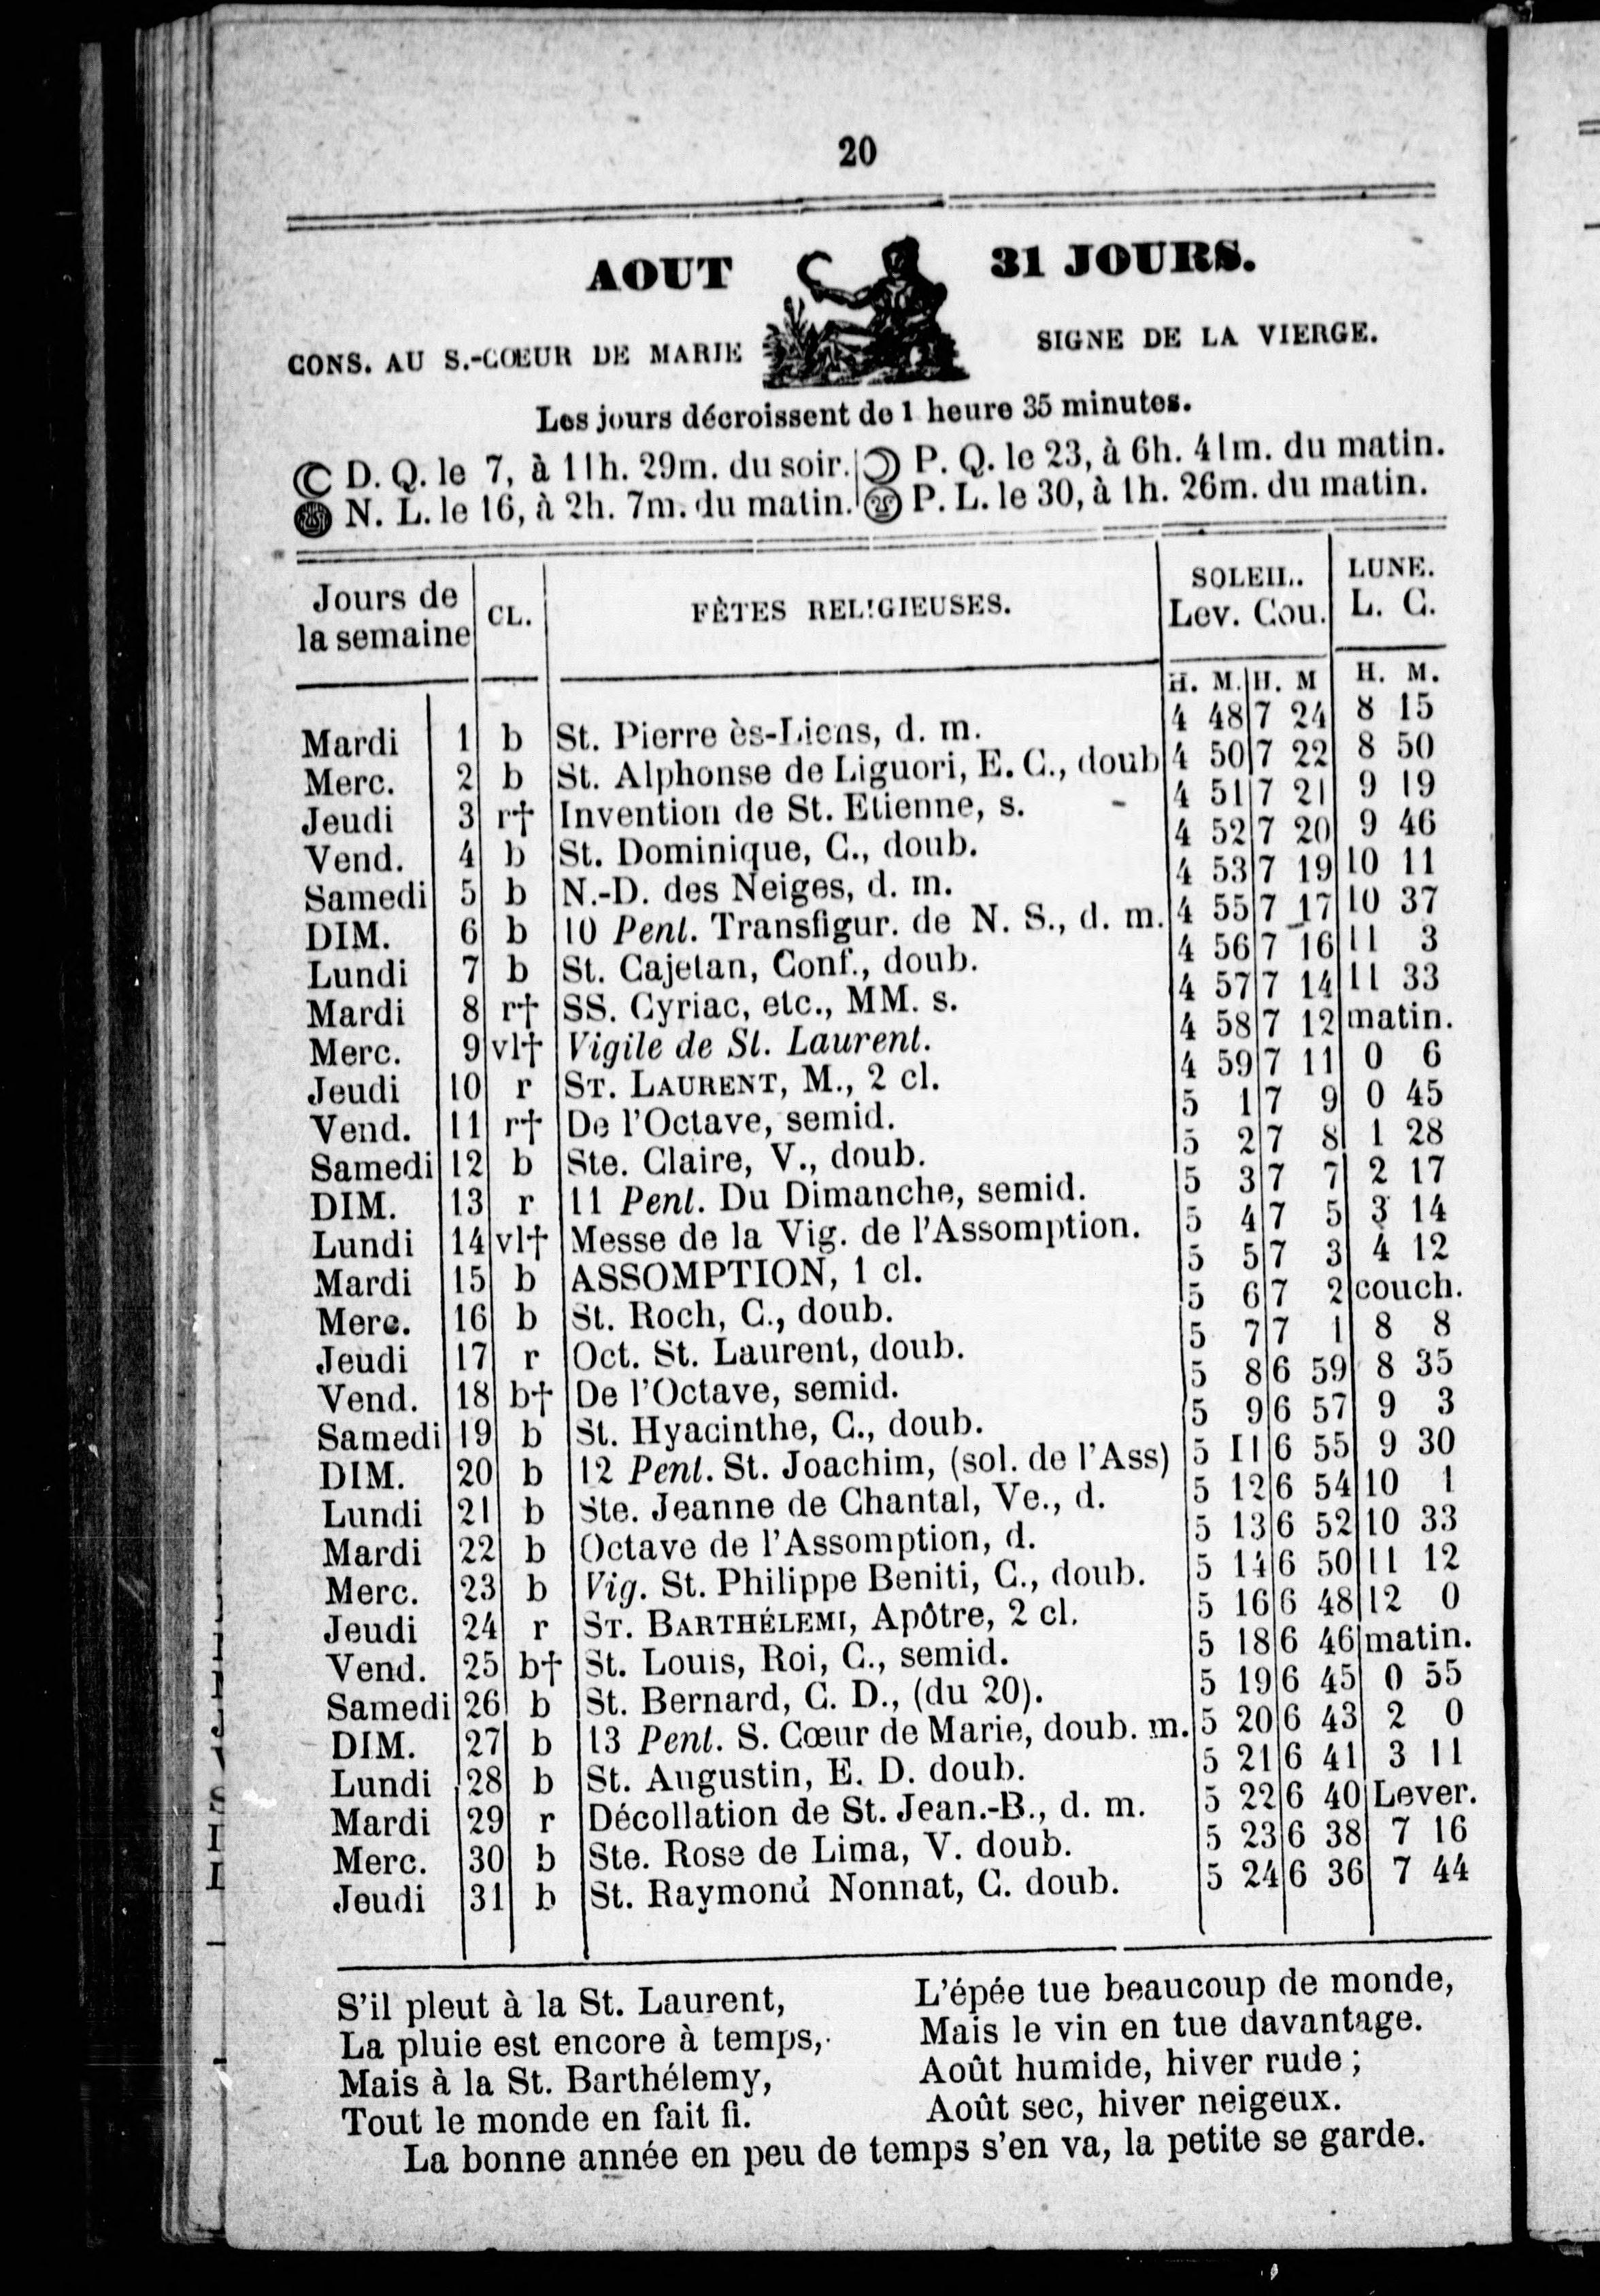 20
AOUT 31 JOURS.
CONS. AU S.-CŒUR DE MARIE SIGNE DE LA VIERGE.
Les jours décroissent de 1 heure 35 minutes.
D. Q. le 7, à 11h. 29m. du soir. P. Q. le 23, à 6h. 41m. du matin.
N. L. le 16, à 2h. 7m. du matin. P. L. le 30, à 1h. 26m. du matin.
Jours de la semaine CL. FÊTES RELIGIEUSES. SOLEIL. Lev. Cou. LUNE. L. C.
H. M. H. M H. M.
Mardi 1 b St. Pierre ès-Liens, d. m. 4 48 7 24 8 15
Merc. 2 b St. Alphonse de Liguori, E. C., doub 4 50 7 22 8 50
Jeudi 3 r† Invention de St. Etienne, s. 4 51 7 21 9 19
Vend. 4 b St. Dominique, C., doub. 4 52 7 20 9 46
Samedi 5 b N.-D. des Neiges, d. m. 4 53 7 19 10 11
DIM. 6 b 10 Pent. Transfigur. de N. S., d. m. 4 55 7 17 10 37
Lundi 7 b St. Cajetan, Conf., doub. 4 56 7 16 11 3
Mardi 8 r† SS. Cyriac, etc., MM. s. 4 57 7 14 11 33
Merc. 9 vl† Vigile de St. Laurent. 4 58 7 12 matin.
Jeudi 10 r ST. LAURENT, M., 2 cl. 4 59 7 11 0 6
Vend. 11 r† De l'Octave, semid. 5 1 7 9 0 45
Samedi 12 b Ste. Claire, V., doub. 5 2 7 8 1 28
DIM. 13 r 11 Pent. Du Dimanche, semid. 5 3 7 7 2 17
Lundi 14 vl† Messe de la Vig. de l'Assomption. 5 4 7 5 3 14
Mardi 15 b ASSOMPTION, 1 cl. 5 5 7 3 4 12
Merc. 16 b St. Roch, C., doub. 5 6 7 2 couch.
Jeudi 17 r Oct. St. Laurent, doub. 5 7 7 1 8 8
Vend. 18 b† De l'Octave, semid. 5 8 6 59 8 35
Samedi 19 b St. Hyacinthe, C., doub. 5 9 6 57 9 3
DIM. 20 b 12 Pent. St. Joachim, (sol. de l'Ass) 5 11 6 55 9 30
Lundi 21 b Ste. Jeanne de Chantal, Ve., d. 5 12 6 54 10 1
Mardi 22 b Octave de l'Assomption, d. 5 13 6 52 10 33
Merc. 23 b Vig. St. Philippe Beniti, C., doub. 5 14 6 50 11 12
Jeudi 24 r ST. BARTHÉLEMI, Apôtre, 2 cl. 5 16 6 48 12 0
Vend. 25 b† St. Louis, Roi, C., semid. 5 18 6 46 matin.
Samedi 26 b St. Bernard, C. D., (du 20). 5 19 6 45 0 55
DIM. 27 b 13 Pent. S. Cœur de Marie, doub. m. 5 20 6 43 2 0
Lundi 28 b St. Augustin, E. D. doub. 5 21 6 41 3 11
Mardi 29 r Décollation de St. Jean.-B., d. m. 5 22 6 40 Lever.
Merc. 30 b Ste. Rose de Lima, V. doub. 5 23 6 38 7 16
Jeudi 31 b St. Raymond Nonnat, C. doub. 5 24 6 36 7 44
S'il pleut à la St. Laurent,
La pluie est encore à temps,
Mais à la St. Barthélemy,
Tout le monde en fait fi.
L'épée tue beaucoup de monde,
Mais le vin en tue davantage.
Août humide, hiver rude ;
Août sec, hiver neigeux.
La bonne année en peu de temps s'en va, la petite se garde.